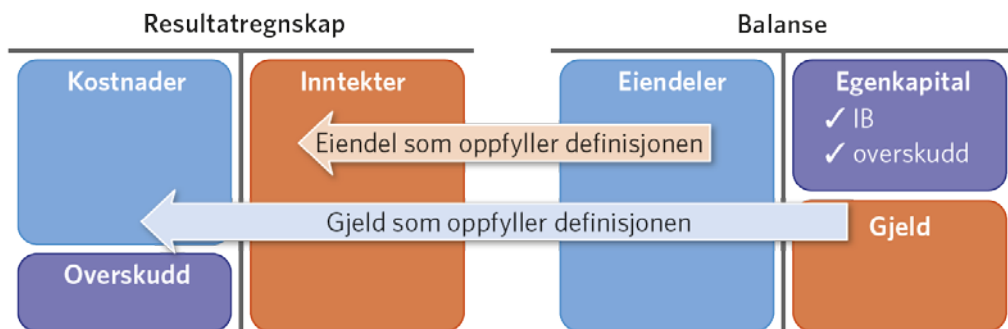 Resultatregnskap
Balanse
Kostnader
Inntekter
Eiendeler
Egenkapital
✓ IB
✓ overskudd
Eiendel som oppfyller definisjonen
Gjeld som oppfyller definisjonen
Gjeld
Overskudd